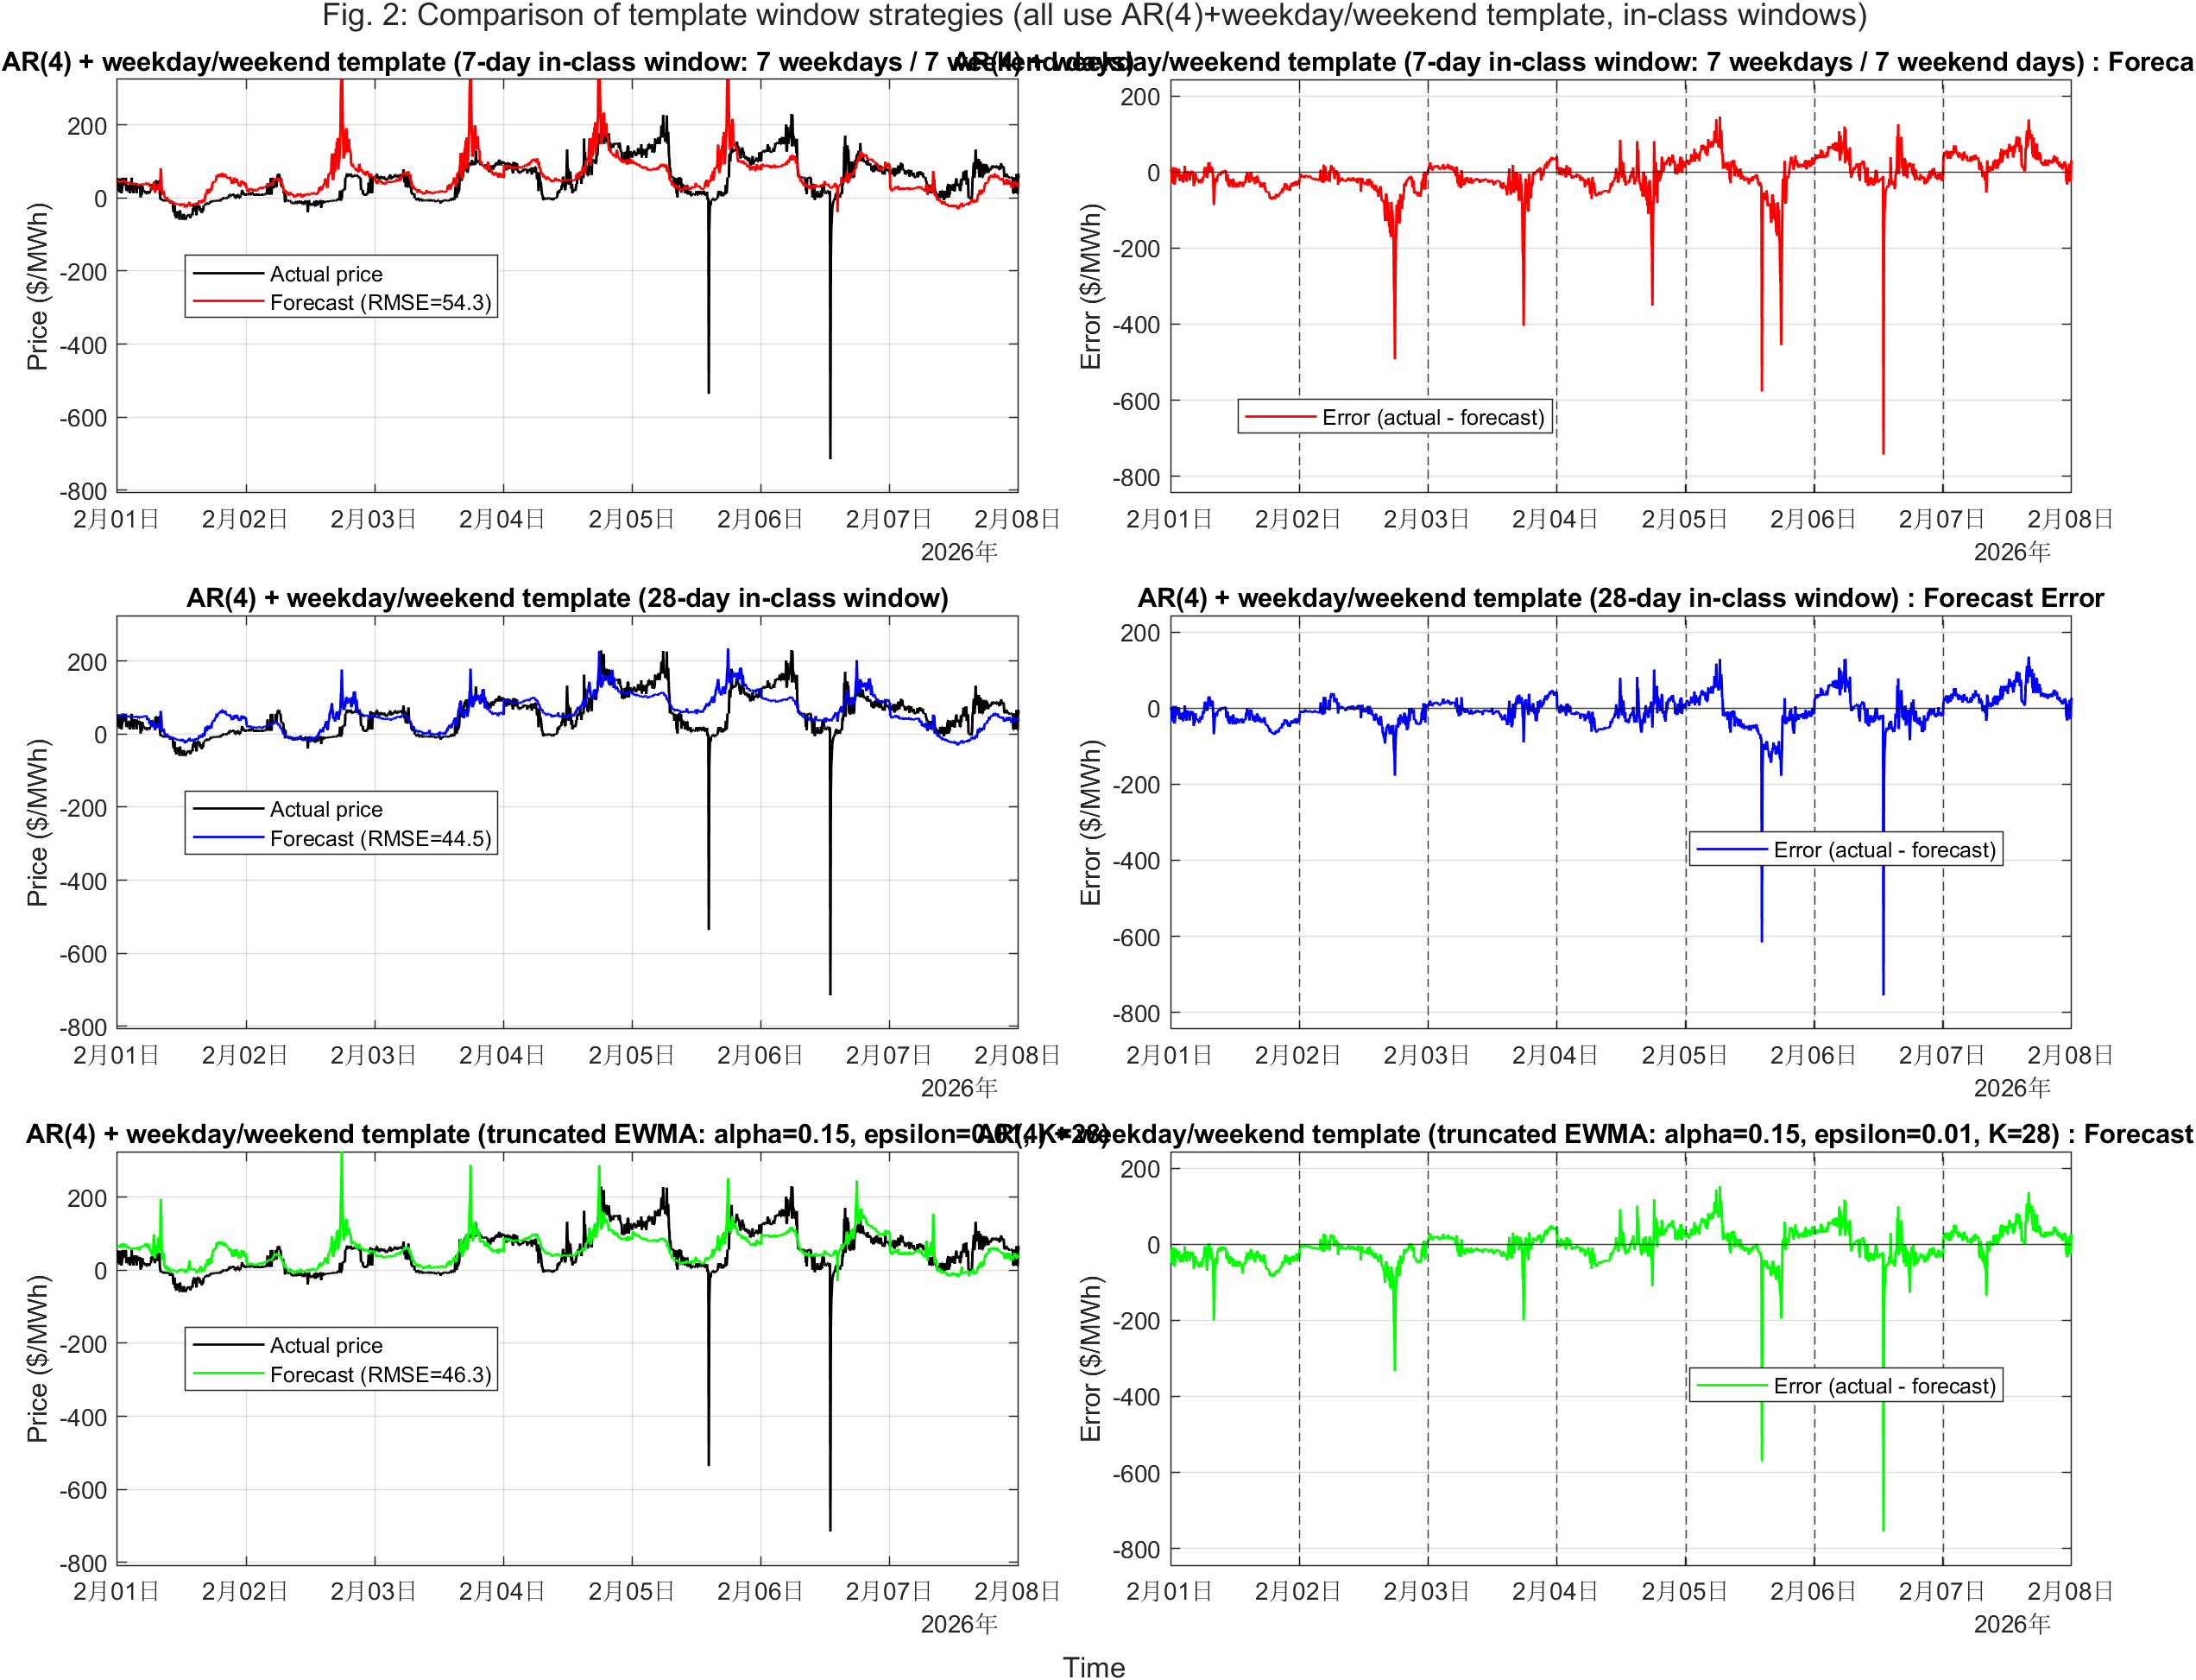 Fig. 2: Comparison of template window strategies (all use AR(4)+weekday/weekend template, in-class windows)
AR(4) + weekday/weekend template (7-day in-class window: 7 weekdays / 7 weekend days)
200
0
-200
-400
-600
-800
Price ($/MWh)
Actual price
Forecast (RMSE=54.3)
2月01日 2月02日 2月03日 2月04日 2月05日 2月06日 2月07日 2月08日
2026年
AR(4) + weekday/weekend template (7-day in-class window: 7 weekdays / 7 weekend days) : Foreca
200
0
-200
-400
-600
-800
Error ($/MWh)
Error (actual - forecast)
2月01日 2月02日 2月03日 2月04日 2月05日 2月06日 2月07日 2月08日
2026年
AR(4) + weekday/weekend template (28-day in-class window)
200
0
-200
-400
-600
-800
Price ($/MWh)
Actual price
Forecast (RMSE=44.5)
2月01日 2月02日 2月03日 2月04日 2月05日 2月06日 2月07日 2月08日
2026年
AR(4) + weekday/weekend template (28-day in-class window) : Forecast Error
200
0
-200
-400
-600
-800
Error ($/MWh)
Error (actual - forecast)
2月01日 2月02日 2月03日 2月04日 2月05日 2月06日 2月07日 2月08日
2026年
AR(4) + weekday/weekend template (truncated EWMA: alpha=0.15, epsilon=0.01, K=28)
200
0
-200
-400
-600
-800
Price ($/MWh)
Actual price
Forecast (RMSE=46.3)
2月01日 2月02日 2月03日 2月04日 2月05日 2月06日 2月07日 2月08日
2026年
AR(4) + weekday/weekend template (truncated EWMA: alpha=0.15, epsilon=0.01, K=28) : Forecast
200
0
-200
-400
-600
-800
Error ($/MWh)
Error (actual - forecast)
2月01日 2月02日 2月03日 2月04日 2月05日 2月06日 2月07日 2月08日
2026年
Time